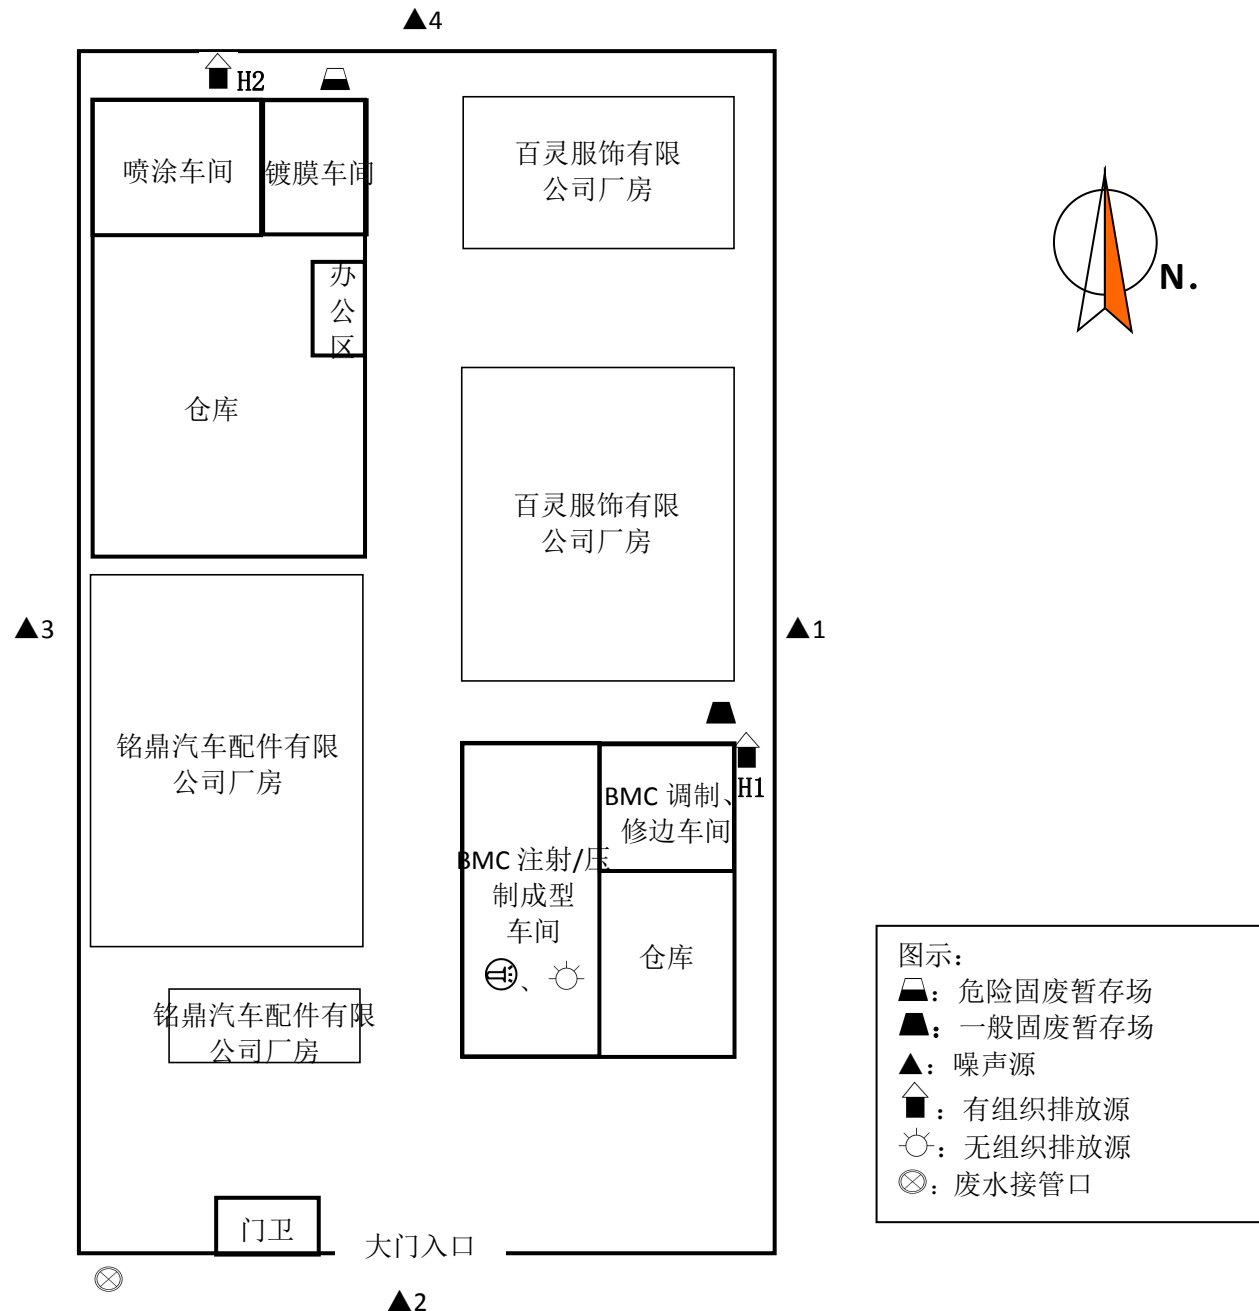 ▲4
H2
喷涂车间
镀膜车间
百灵服饰有限
公司厂房
N.
办
公
区
仓库
百灵服饰有限
公司厂房
▲3
▲1
铭鼎汽车配件有限
公司厂房
H1
BMC 调制、
修边车间
BMC 注射/压
制成型
车间
、
仓库
铭鼎汽车配件有限
公司厂房
图示：
：危险固废暂存场
：一般固废暂存场
▲：噪声源
：有组织排放源
：无组织排放源
：废水接管口
门卫
大门入口
▲2